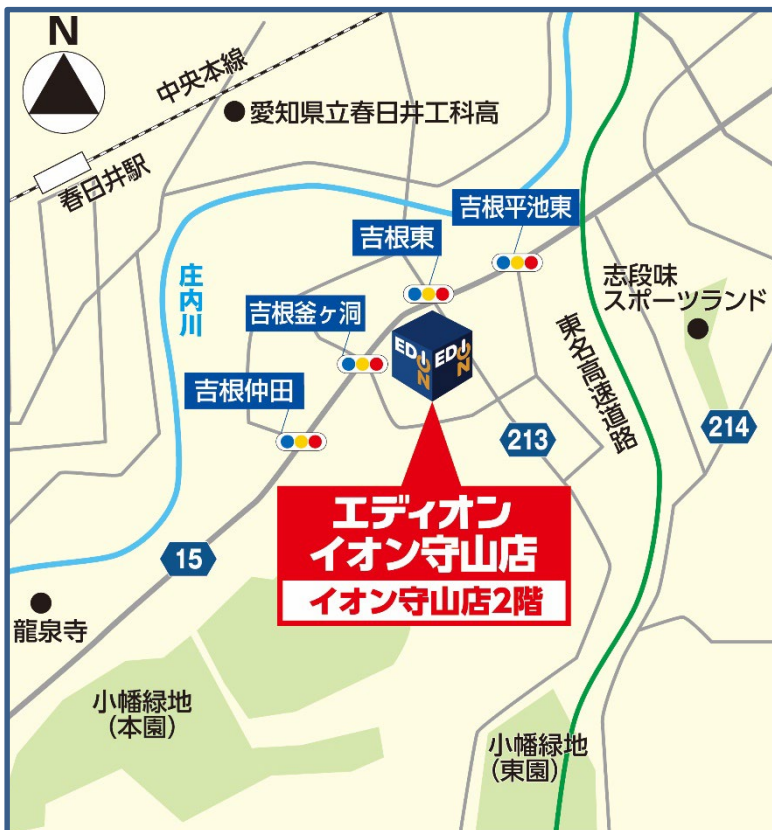 N
中央本線
愛知県立春日井工科高
春日井駅
吉根平池東
吉根東
庄内川
志段味
スポーツランド
吉根釜ヶ洞
EDION
EDION
東名高速道路
吉根仲田
213
214
エディオン
イオン守山店
イオン守山店2階
15
龍泉寺
小幡緑地
(本園)
小幡緑地
(東園)